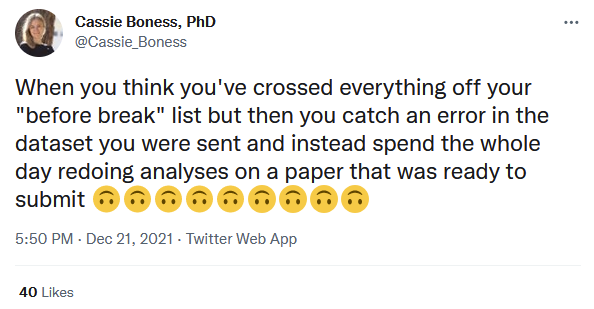 Cassie Boness, PhD
@Cassie_Boness
When you think you've crossed everything off your
"before break" list but then you catch an error in the
dataset you were sent and instead spend the whole
day redoing analyses on a paper that was ready to
submit 🙃🙃🙃🙃🙃🙃🙃🙃🙃
5:50 PM · Dec 21, 2021 · Twitter Web App
40 Likes